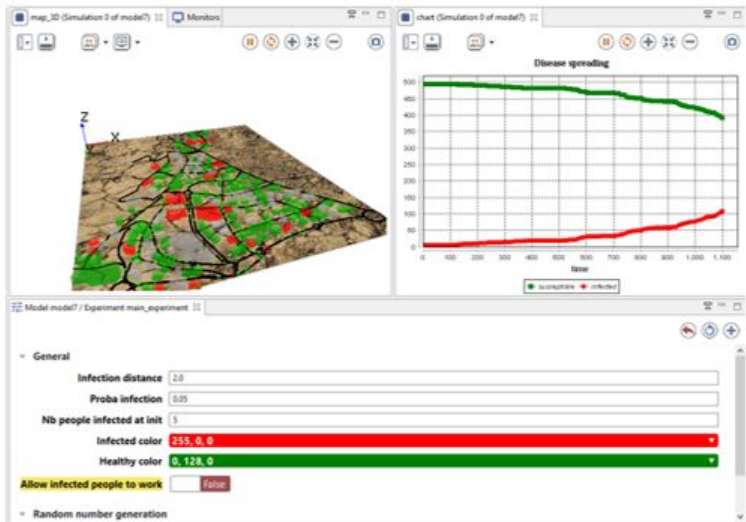 map_3D (Simulation 0 of model7)
Monitors
chart (Simulation 0 of model7)
Z
X
Disease spreading
500
450
400
350
300
250
200
150
100
50
0
0 100 200 300 400 500 600 700 800 900 1,000 1,100
time
susceptible infected
Model model7 / Experiment main_experiment
General
Infection distance 2.0
Proba infection 0.05
Nb people infected at init 5
Infected color 255, 0, 0
Healthy color 0, 128, 0
Allow infected people to work False
Random number generation